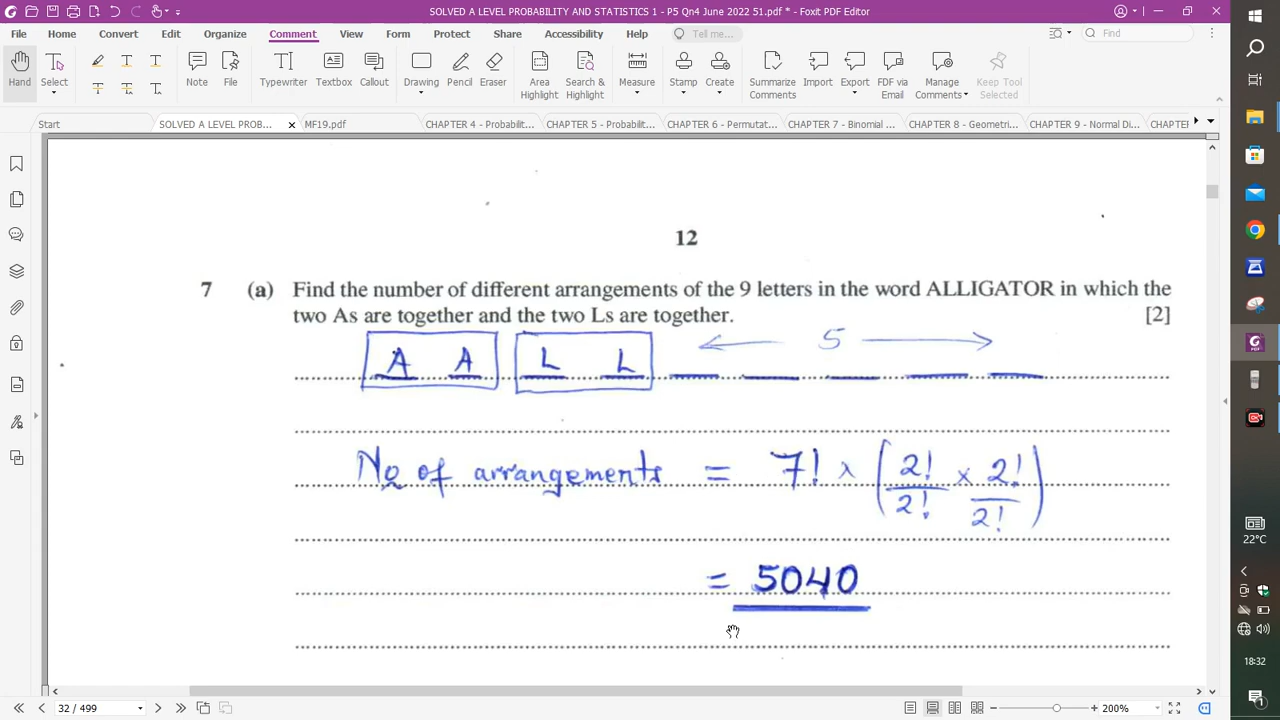 SOLVED A LEVEL PROBABILITY AND STATISTICS 1 - P5 Qn4 June 2022 51.pdf * - Foxit PDF Editor
File Home Convert Edit Organize Comment View Form Protect Share Accessibility Help Tell me... Find
Hand Select Note File Typewriter Textbox Callout Drawing Pencil Eraser Area Highlight Search & Highlight Measure Stamp Create Summarize Comments Import Export FDF via Email Manage Comments Keep Tool Selected
Start SOLVED A LEVEL PROB... MF19.pdf CHAPTER 4 - Probabilit... CHAPTER 5 - Probabilit... CHAPTER 6 - Permutat... CHAPTER 7 - Binomial ... CHAPTER 8 - Geometri... CHAPTER 9 - Normal Di... CHAPTE
12
7 (a) Find the number of different arrangements of the 9 letters in the word ALLIGATOR in which the
two As are together and the two Ls are together. [2]
A A L L 5
No of arrangements = 7! × (2!/2! × 2!/2!)
= 5040
32 / 499 200%
22°C
18:32